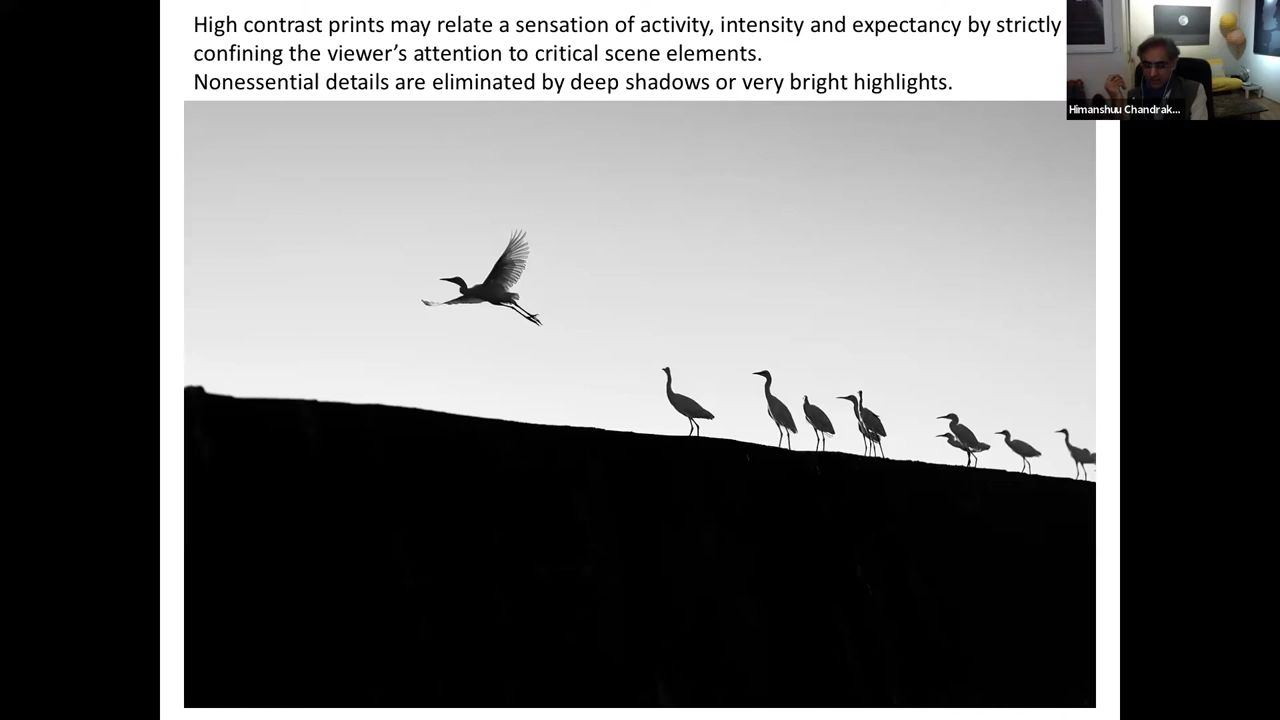 High contrast prints may relate a sensation of activity, intensity and expectancy by strictly
confining the viewer’s attention to critical scene elements.
Nonessential details are eliminated by deep shadows or very bright highlights.
Himanshuu Chandrak...